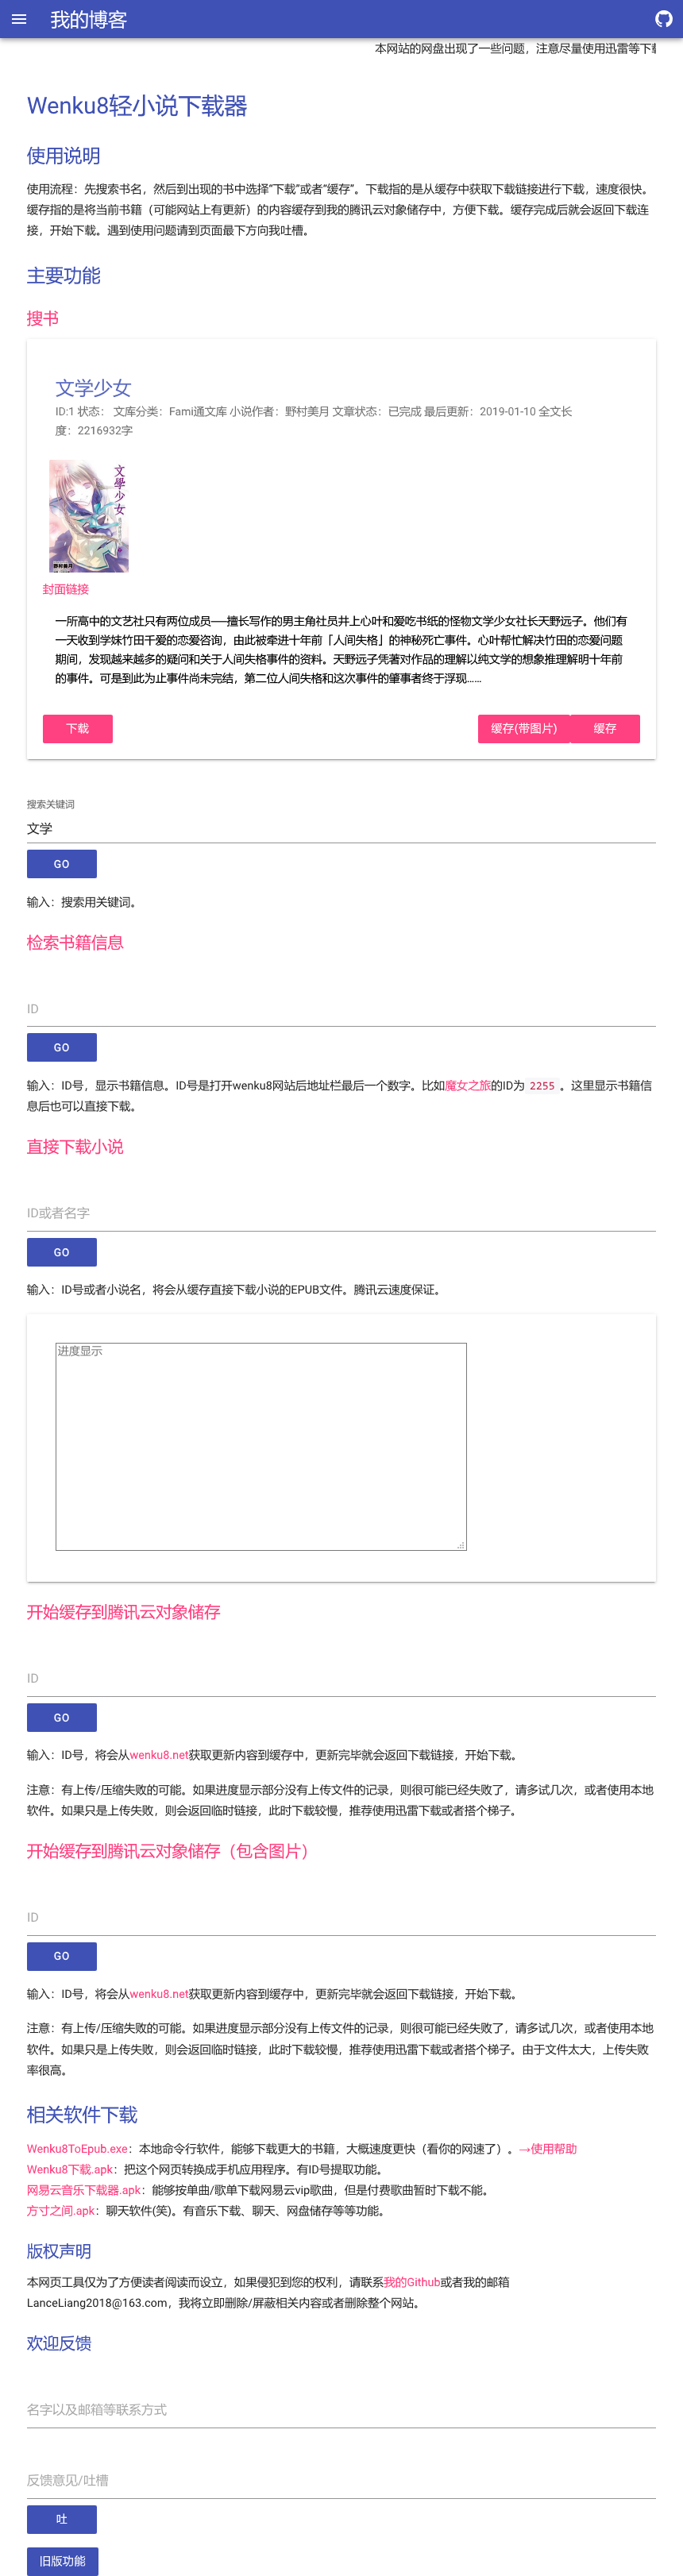 我的博客
本网站的网盘出现了一些问题，注意尽量使用迅雷等下载
Wenku8轻小说下载器
使用说明
使用流程：先搜索书名，然后到出现的书中选择“下载”或者“缓存”。下载指的是从缓存中获取下载链接进行下载，速度很快。
缓存指的是将当前书籍（可能网站上有更新）的内容缓存到我的腾讯云对象储存中，方便下载。缓存完成后就会返回下载连
接，开始下载。遇到使用问题请到页面最下方向我吐槽。
主要功能
搜书
文学少女
ID:1 状态： 文库分类：Fami通文库 小说作者：野村美月 文章状态：已完成 最后更新：2019-01-10 全文长
度：2216932字
文學少女
野村美月
封面链接
一所高中的文艺社只有两位成员──擅长写作的男主角社员井上心叶和爱吃书纸的怪物文学少女社长天野远子。他们有
一天收到学妹竹田千爱的恋爱咨询，由此被牵进十年前「人间失格」的神秘死亡事件。心叶帮忙解决竹田的恋爱问题
期间，发现越来越多的疑问和关于人间失格事件的资料。天野远子凭著对作品的理解以纯文学的想象推理解明十年前
的事件。可是到此为止事件尚未完结，第二位人间失格和这次事件的肇事者终于浮现……
下载
缓存(带图片)
缓存
搜索关键词
文学
GO
输入：搜索用关键词。
检索书籍信息
ID
GO
输入：ID号，显示书籍信息。ID号是打开wenku8网站后地址栏最后一个数字。比如魔女之旅的ID为 2255 。这里显示书籍信
息后也可以直接下载。
直接下载小说
ID或者名字
GO
输入：ID号或者小说名，将会从缓存直接下载小说的EPUB文件。腾讯云速度保证。
进度显示
开始缓存到腾讯云对象储存
ID
GO
输入：ID号，将会从wenku8.net获取更新内容到缓存中，更新完毕就会返回下载链接，开始下载。
注意：有上传/压缩失败的可能。如果进度显示部分没有上传文件的记录，则很可能已经失败了，请多试几次，或者使用本地
软件。如果只是上传失败，则会返回临时链接，此时下载较慢，推荐使用迅雷下载或者搭个梯子。
开始缓存到腾讯云对象储存（包含图片）
ID
GO
输入：ID号，将会从wenku8.net获取更新内容到缓存中，更新完毕就会返回下载链接，开始下载。
注意：有上传/压缩失败的可能。如果进度显示部分没有上传文件的记录，则很可能已经失败了，请多试几次，或者使用本地
软件。如果只是上传失败，则会返回临时链接，此时下载较慢，推荐使用迅雷下载或者搭个梯子。由于文件太大，上传失败
率很高。
相关软件下载
Wenku8ToEpub.exe：本地命令行软件，能够下载更大的书籍，大概速度更快（看你的网速了）。→使用帮助
Wenku8下载.apk：把这个网页转换成手机应用程序。有ID号提取功能。
网易云音乐下载器.apk：能够按单曲/歌单下载网易云vip歌曲，但是付费歌曲暂时下载不能。
方寸之间.apk：聊天软件(笑)。有音乐下载、聊天、网盘储存等等功能。
版权声明
本网页工具仅为了方便读者阅读而设立，如果侵犯到您的权利，请联系我的Github或者我的邮箱
LanceLiang2018@163.com，我将立即删除/屏蔽相关内容或者删除整个网站。
欢迎反馈
名字以及邮箱等联系方式
反馈意见/吐槽
吐
旧版功能